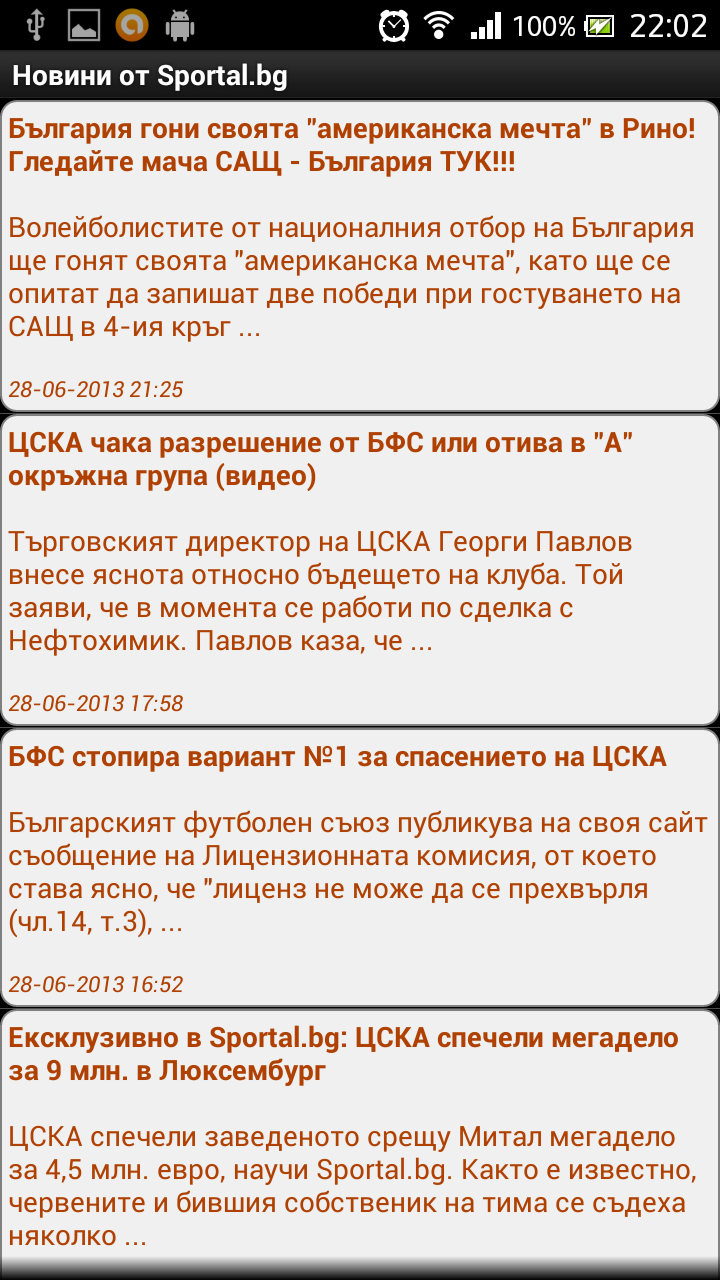 100% 22:02
Новини от Sportal.bg
България гони своята "американска мечта" в Рино!
Гледайте мача САЩ - България ТУК!!!
Волейболистите от националния отбор на България
ще гонят своята "американска мечта", като ще се
опитат да запишат две победи при гостуването на
САЩ в 4-ия кръг ...
28-06-2013 21:25
ЦСКА чака разрешение от БФС или отива в "А"
окръжна група (видео)
Търговският директор на ЦСКА Георги Павлов
внесе яснота относно бъдещето на клуба. Той
заяви, че в момента се работи по сделка с
Нефтохимик. Павлов каза, че ...
28-06-2013 17:58
БФС стопира вариант №1 за спасението на ЦСКА
Българският футболен съюз публикува на своя сайт
съобщение на Лицензионната комисия, от което
става ясно, че "лиценз не може да се прехвърля
(чл.14, т.3), ...
28-06-2013 16:52
Ексклузивно в Sportal.bg: ЦСКА спечели мегадело
за 9 млн. в Люксембург
ЦСКА спечели заведеното срещу Митал мегадело
за 4,5 млн. евро, научи Sportal.bg. Както е известно,
червените и бившия собственик на тима се съдеха
няколко ...